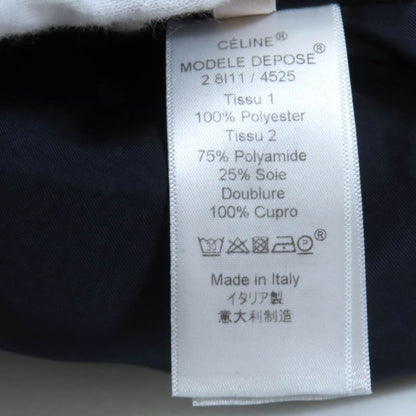 CÉLINE®
MODELE DEPOSE®
2 8I11 / 4525
Tissu 1
100% Polyester
Tissu 2
75% Polyamide
25% Soie
Doublure
100% Cupro
®
Made in Italy
イタリア製
意大利制造